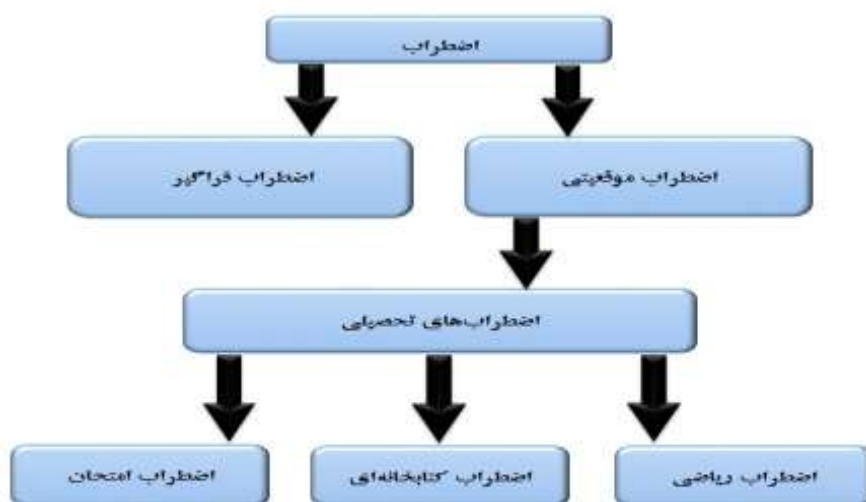 اضطراب
اضطراب موقعیتی
اضطراب فراگیر
اضطراب‌های تحصیلی
اضطراب ریاضی
اضطراب کتابخانه‌ای
اضطراب امتحان